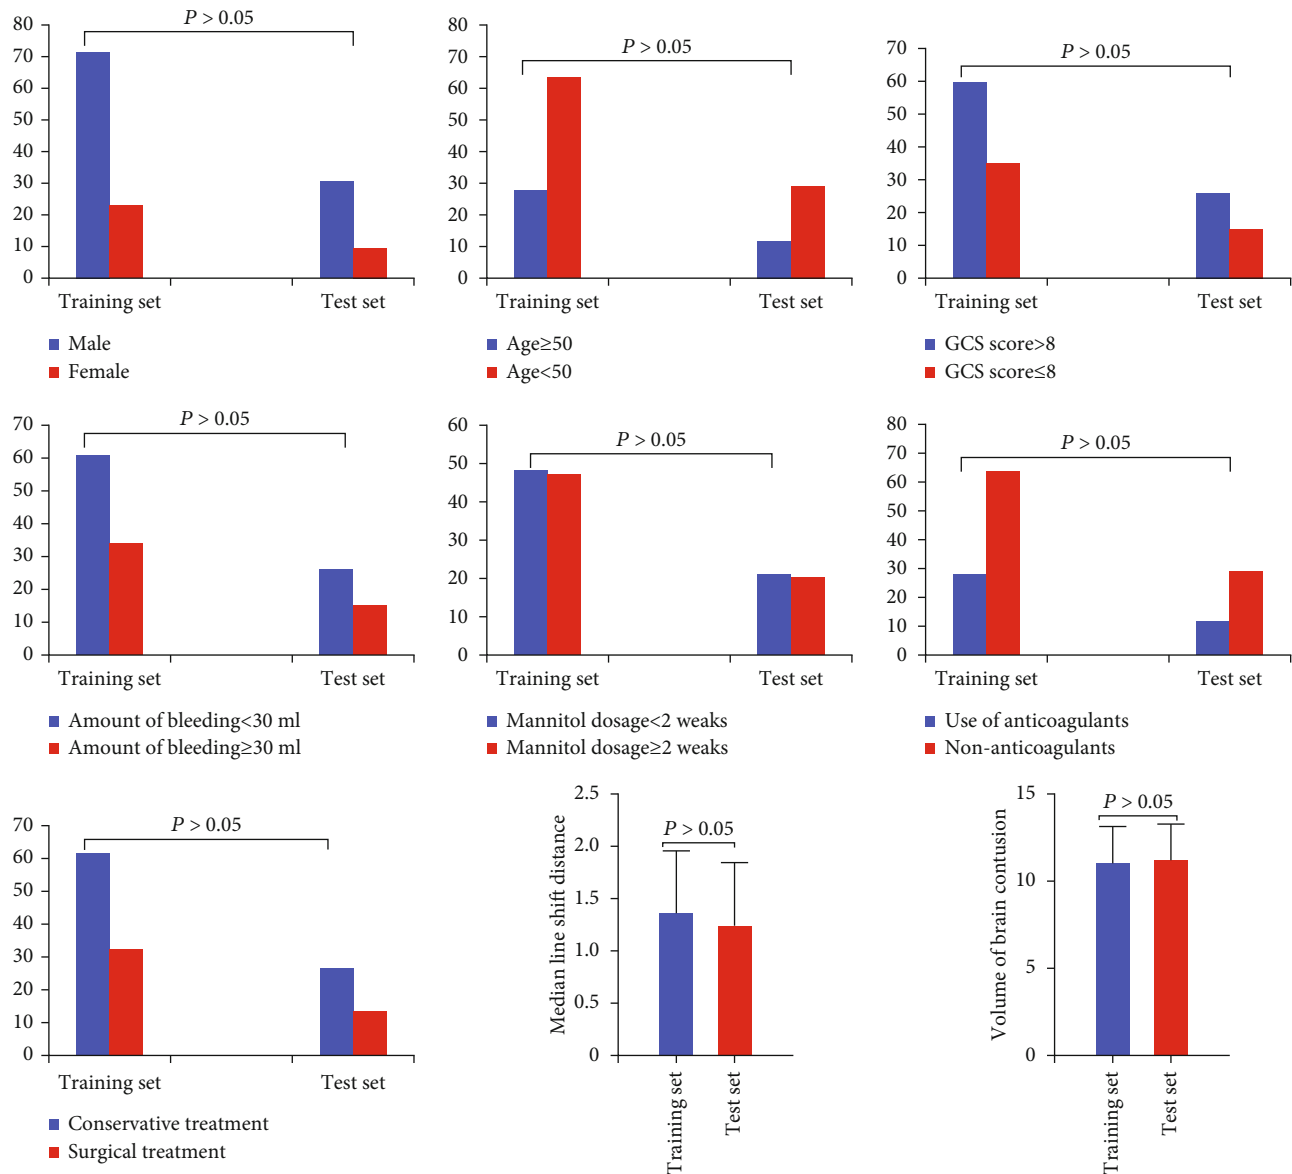 P > 0.05
80
70
60
50
40
30
20
10
0
Training set
Test set
Male
Female
P > 0.05
80
70
60
50
40
30
20
10
0
Training set
Test set
Age≥50
Age<50
P > 0.05
70
60
50
40
30
20
10
0
Training set
Test set
GCS score>8
GCS score≤8
P > 0.05
70
60
50
40
30
20
10
0
Training set
Test set
Amount of bleeding<30 ml
Amount of bleeding≥30 ml
P > 0.05
60
50
40
30
20
10
0
Training set
Test set
Mannitol dosage<2 weaks
Mannitol dosage≥2 weaks
P > 0.05
80
70
60
50
40
30
20
10
0
Training set
Test set
Use of anticoagulants
Non-anticoagulants
P > 0.05
70
60
50
40
30
20
10
0
Training set
Test set
Conservative treatment
Surgical treatment
Median line shift distance
2.5
2.0
1.5
1.0
0.5
0
P > 0.05
Training set
Test set
Volume of brain contusion
15
10
5
0
P > 0.05
Training set
Test set